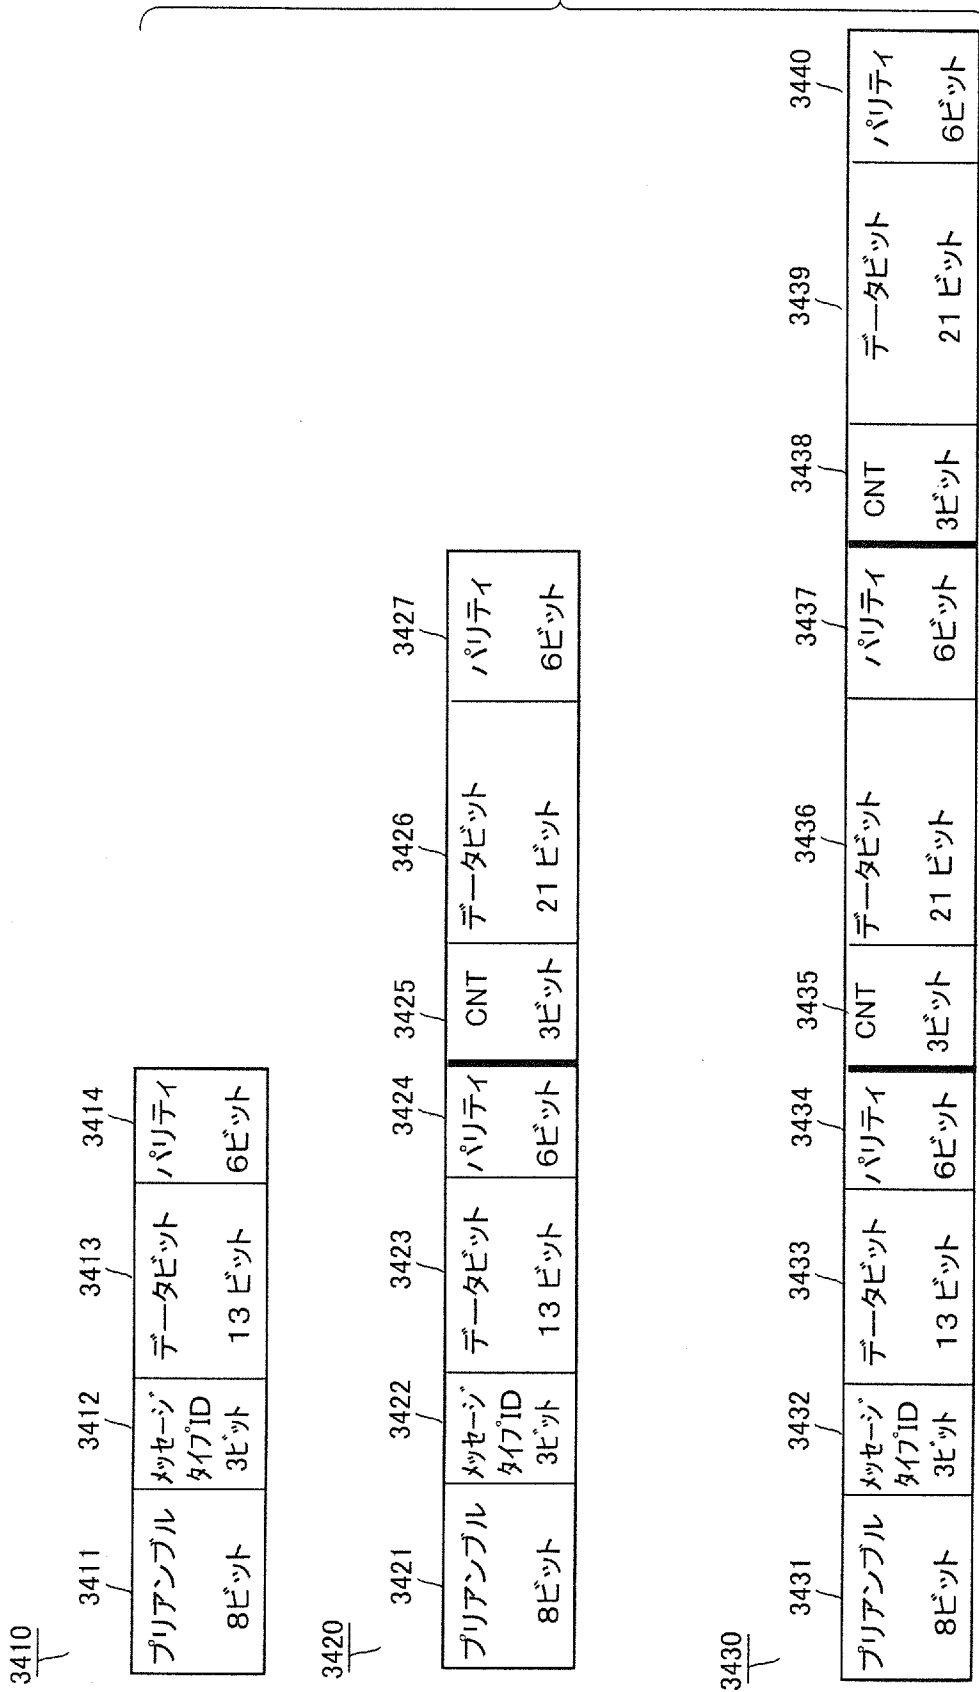 3410
3411
3412
3413
3414
プリアンブル
8ビット
メッセージ
タイプID
3ビット
データビット
13 ビット
パリティ
6ビット
3420
3421
3422
3423
3424
3425
3426
3427
プリアンブル
8ビット
メッセージ
タイプID
3ビット
データビット
13 ビット
パリティ
6ビット
CNT
3ビット
データビット
21 ビット
パリティ
6ビット
3430
3431
3432
3433
3434
3435
3436
3437
3438
3439
3440
プリアンブル
8ビット
メッセージ
タイプID
3ビット
データビット
13 ビット
パリティ
6ビット
CNT
3ビット
データビット
21 ビット
パリティ
6ビット
CNT
3ビット
データビット
21 ビット
パリティ
6ビット